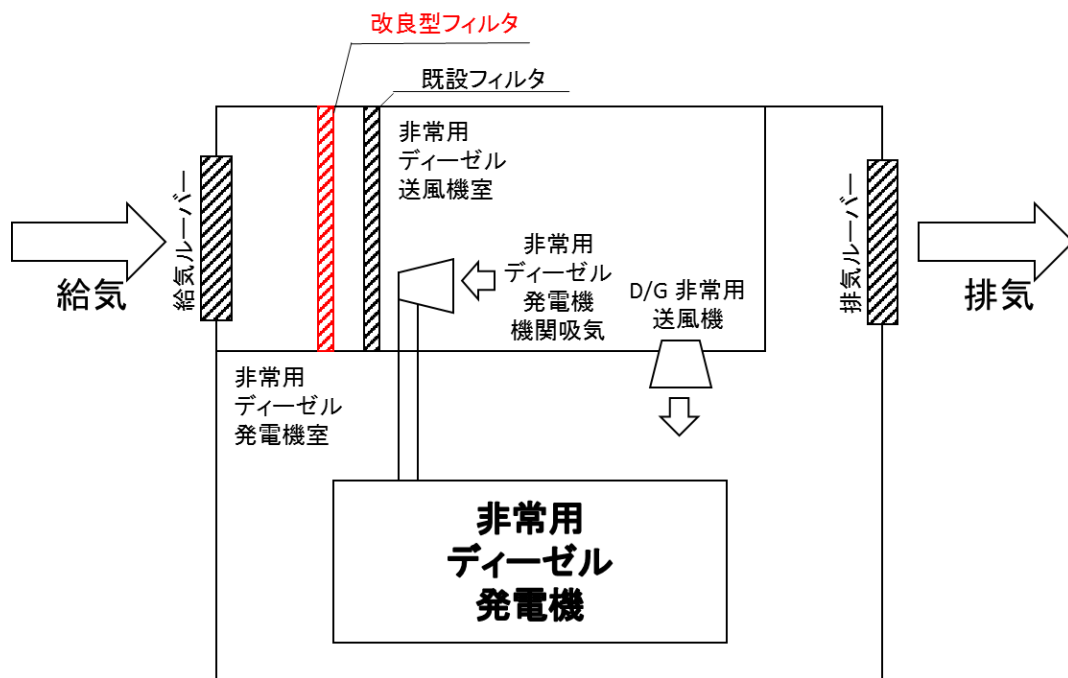 改良型フィルタ
既設フィルタ
非常用
ディーゼル
送風機室
給気ルーバー
給気
非常用
ディーゼル
発電機
機関吸気
D/G 非常用
送風機
排気ルーバー
排気
非常用
ディーゼル
発電機室
非常用
ディーゼル
発電機